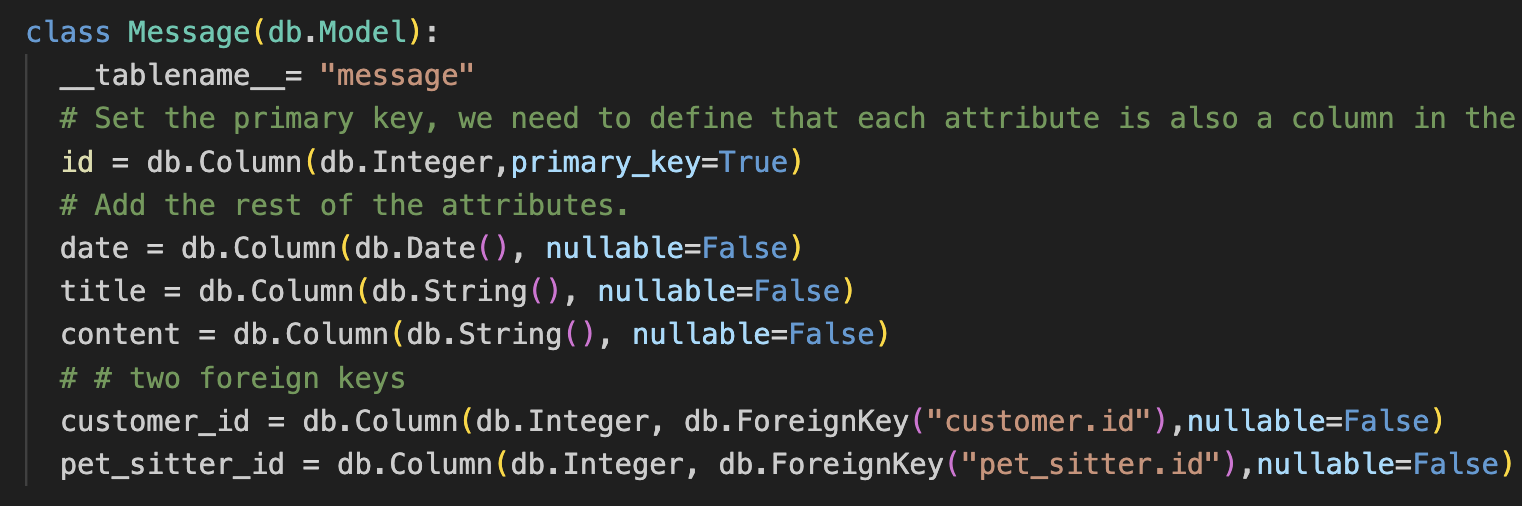 class Message(db.Model):
__tablename__= "message"
# Set the primary key, we need to define that each attribute is also a column in the
id = db.Column(db.Integer,primary_key=True)
# Add the rest of the attributes.
date = db.Column(db.Date(), nullable=False)
title = db.Column(db.String(), nullable=False)
content = db.Column(db.String(), nullable=False)
# # two foreign keys
customer_id = db.Column(db.Integer, db.ForeignKey("customer.id"),nullable=False)
pet_sitter_id = db.Column(db.Integer, db.ForeignKey("pet_sitter.id"),nullable=False)